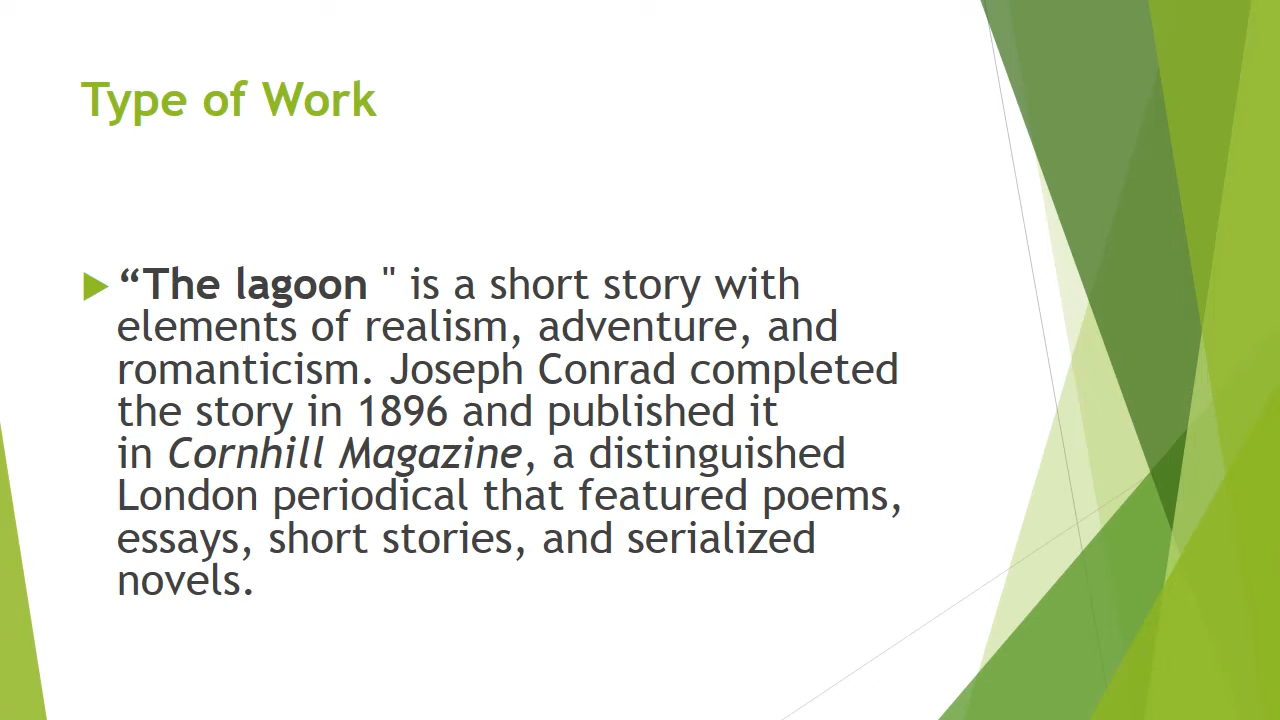 Type of Work
“The lagoon " is a short story with
elements of realism, adventure, and
romanticism. Joseph Conrad completed
the story in 1896 and published it
in Cornhill Magazine, a distinguished
London periodical that featured poems,
essays, short stories, and serialized
novels.